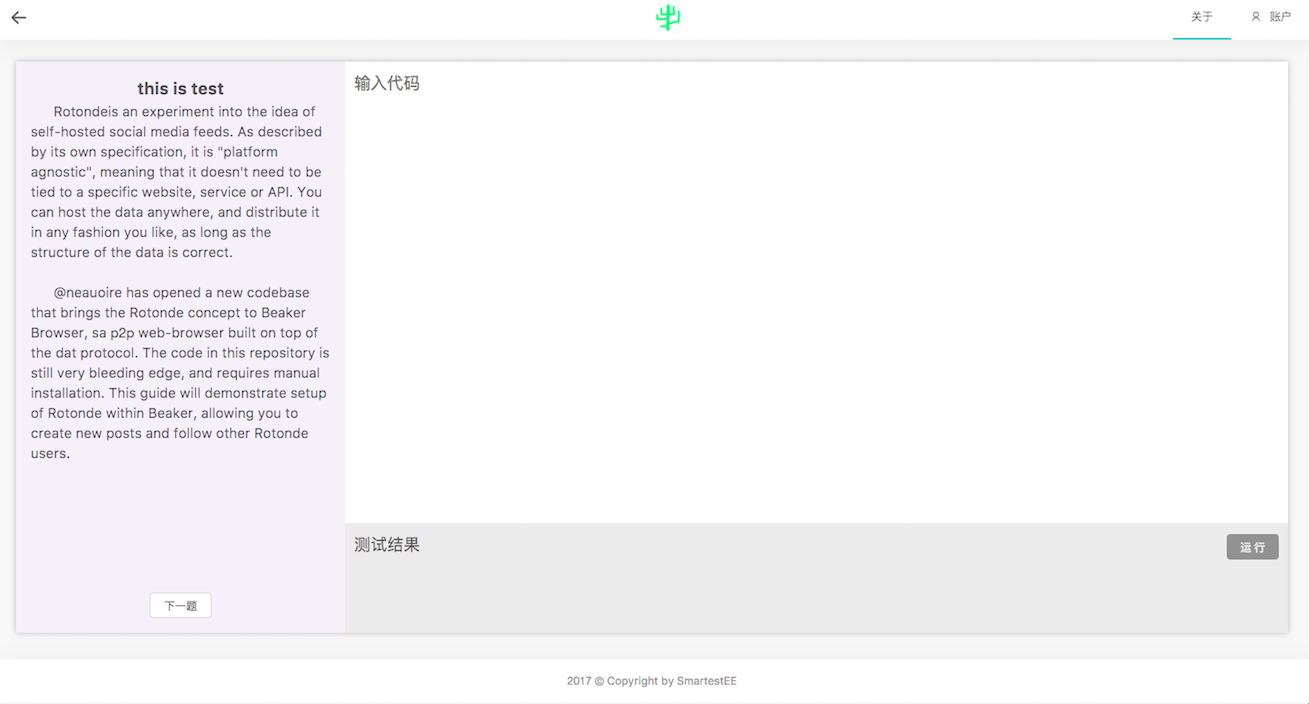 关于
账户
this is test
Rotondeis an experiment into the idea of
self-hosted social media feeds. As described
by its own specification, it is "platform
agnostic", meaning that it doesn't need to be
tied to a specific website, service or API. You
can host the data anywhere, and distribute it
in any fashion you like, as long as the
structure of the data is correct.
@neauoire has opened a new codebase
that brings the Rotonde concept to Beaker
Browser, sa p2p web-browser built on top of
the dat protocol. The code in this repository is
still very bleeding edge, and requires manual
installation. This guide will demonstrate setup
of Rotonde within Beaker, allowing you to
create new posts and follow other Rotonde
users.
下一题
输入代码
测试结果
运行
2017 © Copyright by SmartestEE